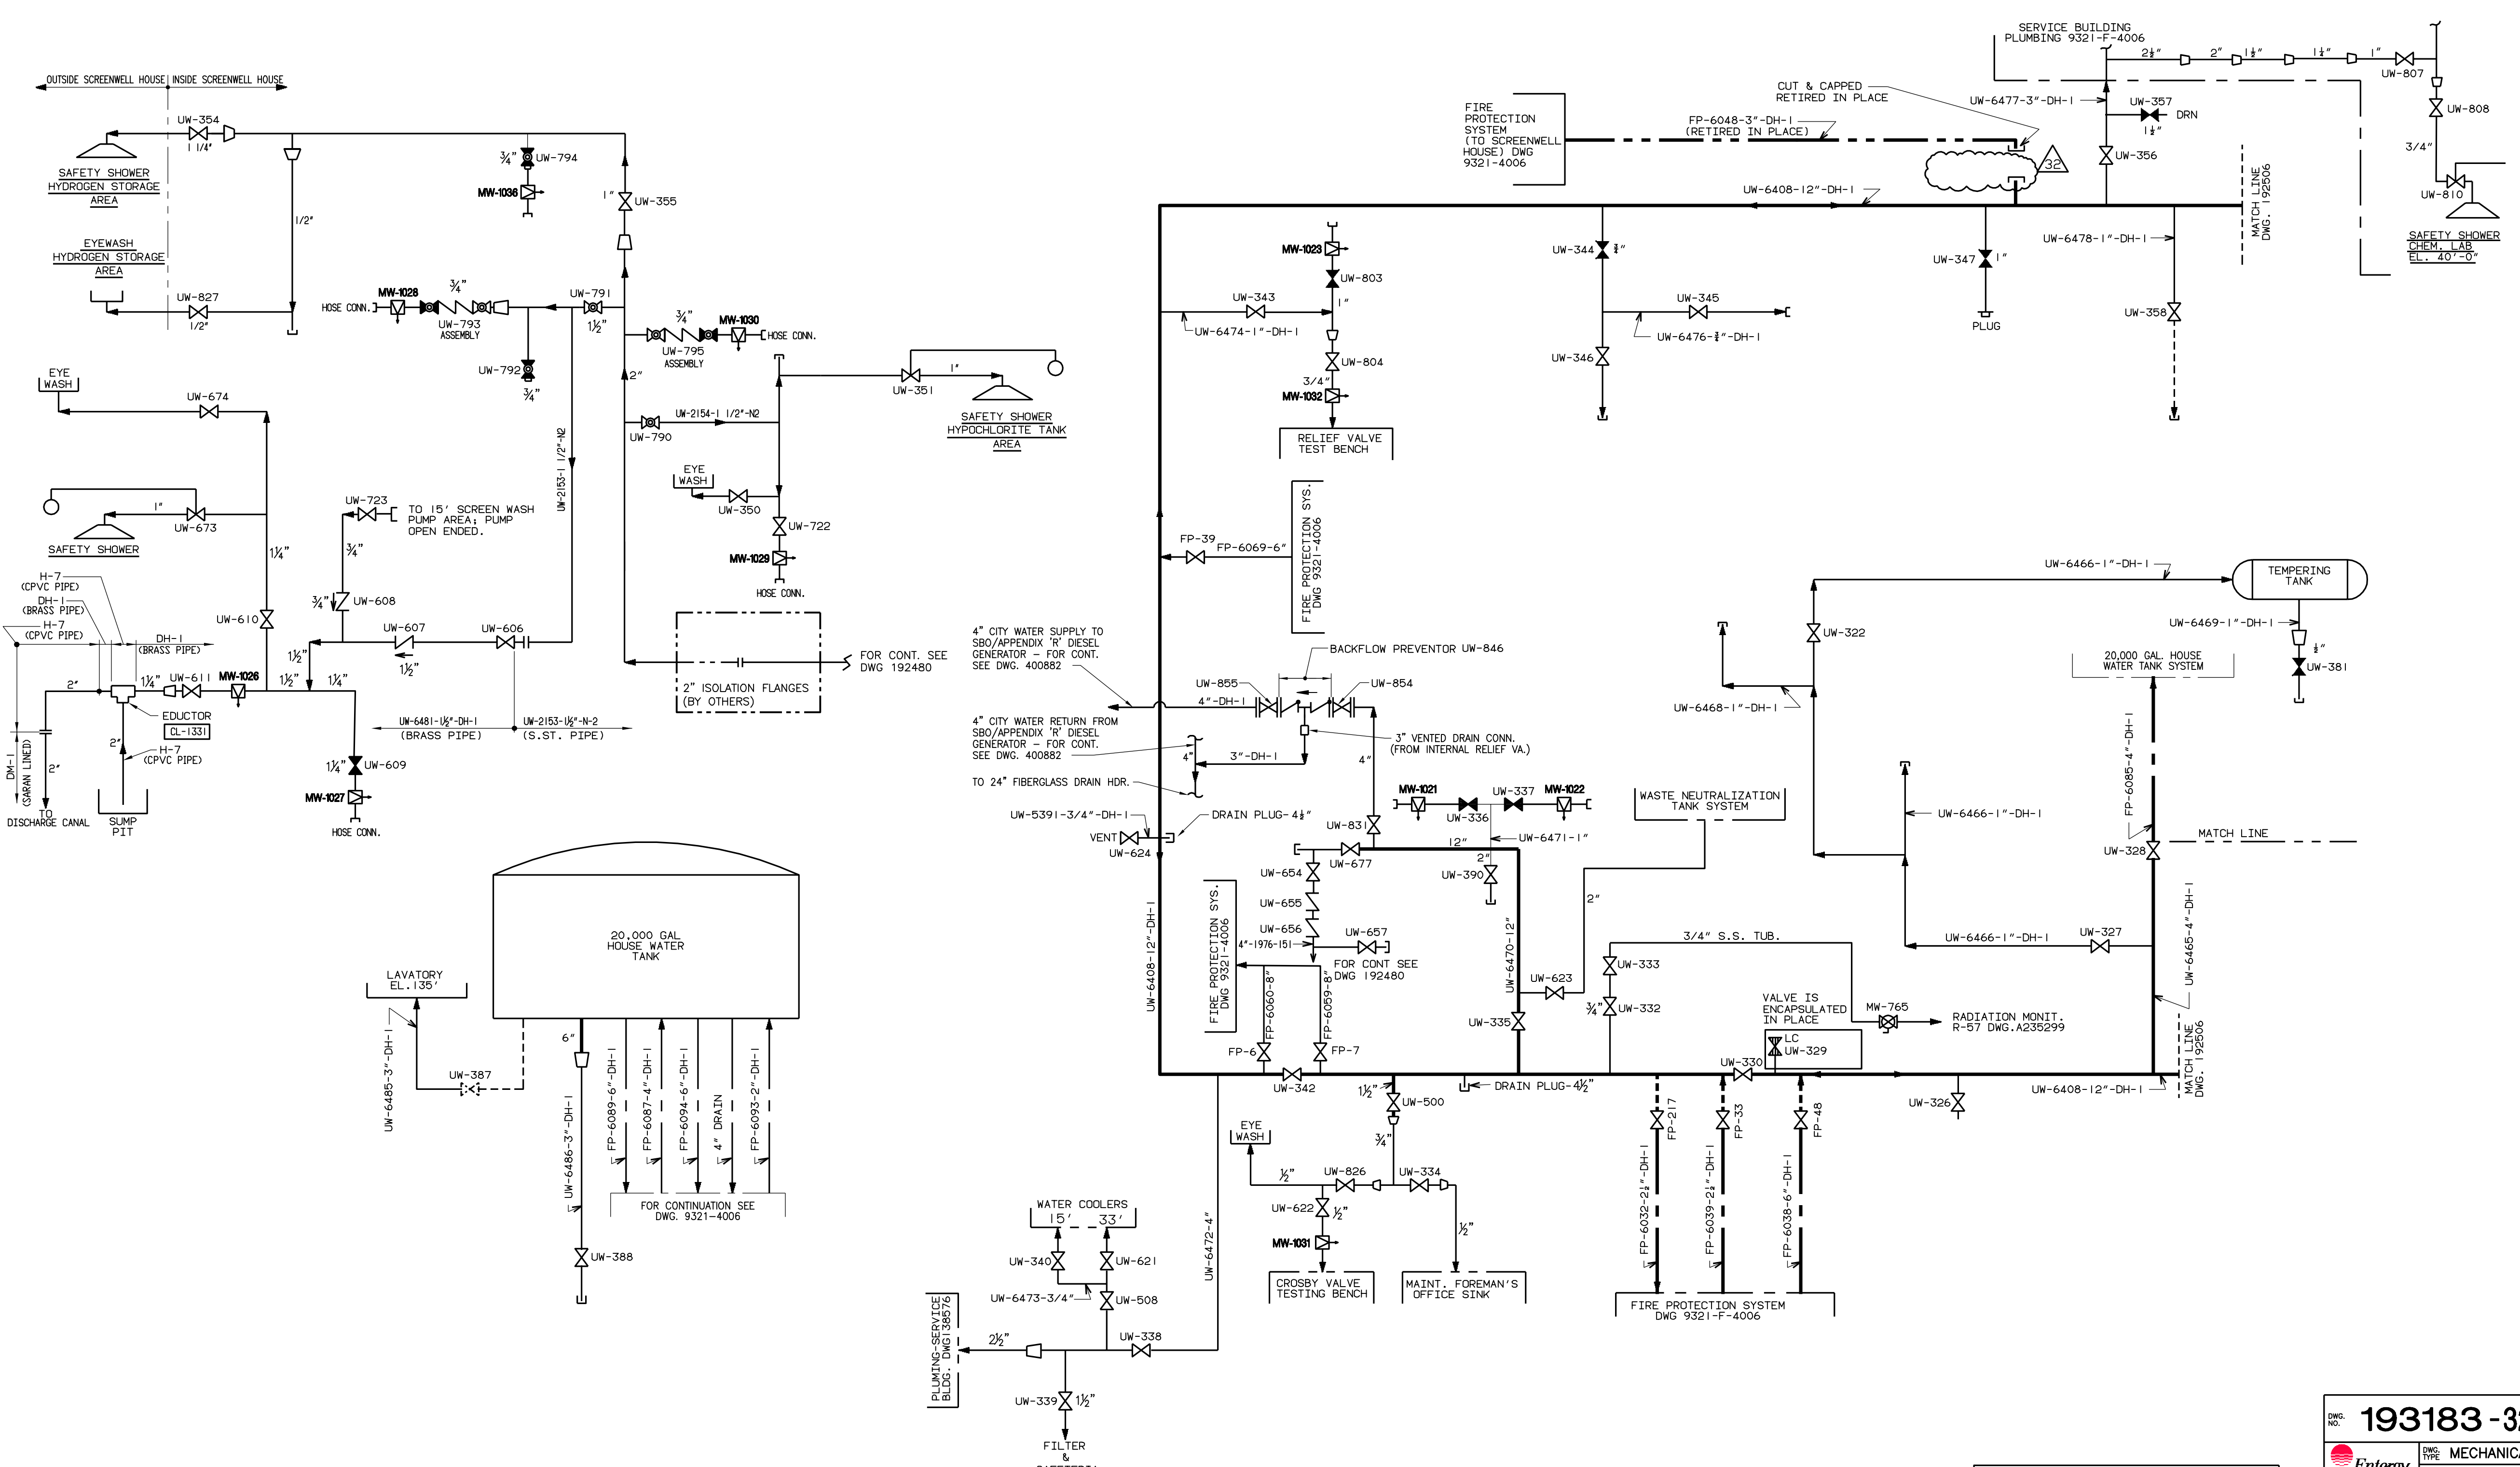 OUTSIDE SCREENWELL HOUSE
INSIDE SCREENWELL HOUSE
UW-354
1 1/4"
SAFETY SHOWER
HYDROGEN STORAGE
AREA
1/2"
EYEWASH
HYDROGEN STORAGE
AREA
UW-827
1/2"
3/4"
UW-794
MW-1036
1"
UW-355
MW-1028
3/4"
HOSE CONN.
UW-793
ASSEMBLY
UW-791
1½"
3/4"
MW-1030
HOSE CONN.
UW-795
ASSEMBLY
UW-792
3/4"
2"
UW-2154-1 1/2"-N2
UW-790
UW-351
1"
SAFETY SHOWER
HYPOCHLORITE TANK
AREA
EYE
WASH
UW-674
UW-2153-1 1/2"-N2
EYE
WASH
UW-350
UW-722
MW-1029
HOSE CONN.
1"
UW-673
SAFETY SHOWER
UW-723
TO 15' SCREEN WASH
PUMP AREA; PUMP
OPEN ENDED.
1¼"
3/4"
H-7
(CPVC PIPE)
DH-1
(BRASS PIPE)
H-7
(CPVC PIPE)
DH-1
(BRASS PIPE)
UW-610
3/4"
UW-608
UW-607
UW-606
1½"
1½"
2"
1¼"
UW-611
MW-1026
1½"
1¼"
EDUCTOR
CL-1331
2"
H-7
(CPVC PIPE)
UW-6481-1½"-DH-1
(BRASS PIPE)
UW-2153-1½"-N-2
(S.ST. PIPE)
DM-1
(SARAN LINED)
2"
TO
DISCHARGE CANAL
SUMP
PIT
1¼"
UW-609
MW-1027
HOSE CONN.
2" ISOLATION FLANGES
(BY OTHERS)
FOR CONT. SEE
DWG 192480
20,000 GAL
HOUSE WATER
TANK
LAVATORY
EL.135'
UW-6485-3"-DH-1
UW-387
6"
UW-6486-3"-DH-1
FP-6089-6"-DH-1
FP-6087-4"-DH-1
FP-6094-6"-DH-1
4" DRAIN
FP-6093-2"-DH-1
FOR CONTINUATION SEE
DWG. 9321-4006
UW-388
FIRE
PROTECTION
SYSTEM
(TO SCREENWELL
HOUSE) DWG
9321-4006
CUT & CAPPED
RETIRED IN PLACE
FP-6048-3"-DH-1
(RETIRED IN PLACE)
32
UW-6408-12"-DH-1
SERVICE BUILDING
PLUMBING 9321-F-4006
2½"
2"
1½"
1¼"
1"
UW-807
UW-6477-3"-DH-1
UW-357
DRN
1½"
UW-356
UW-808
3/4"
UW-810
MATCH LINE
DWG. 192506
SAFETY SHOWER
CHEM. LAB
EL. 40'-0"
MW-1023
UW-803
1"
UW-343
UW-6474-1"-DH-1
UW-804
3/4"
MW-1032
RELIEF VALVE
TEST BENCH
UW-344
¾"
UW-345
UW-6476-¾"-DH-1
UW-346
UW-347
1"
PLUG
UW-6478-1"-DH-1
UW-358
FIRE PROTECTION SYS.
DWG 9321-4006
FP-39
FP-6069-6"
4" CITY WATER SUPPLY TO
SBO/APPENDIX 'R' DIESEL
GENERATOR – FOR CONT.
SEE DWG. 400882
BACKFLOW PREVENTOR UW-846
UW-855
UW-854
4"-DH-1
4" CITY WATER RETURN FROM
SBO/APPENDIX 'R' DIESEL
GENERATOR – FOR CONT.
SEE DWG. 400882
4"
3"-DH-1
3" VENTED DRAIN CONN.
(FROM INTERNAL RELIEF VA.)
4"
TO 24" FIBERGLASS DRAIN HDR.
UW-5391-3/4"-DH-1
DRAIN PLUG-4½"
VENT
UW-624
UW-831
MW-1021
UW-337
MW-1022
UW-336
12"
UW-6471-1"
UW-677
2"
UW-390
UW-654
UW-655
UW-656
UW-657
4"-1976-151
FOR CONT SEE
DWG 192480
FIRE PROTECTION SYS.
DWG 9321-4006
FP-6060-8"
FP-6059-8"
FP-6
FP-7
UW-6408-12"-DH-1
UW-342
UW-6470-12"
UW-335
UW-623
WASTE NEUTRALIZATION
TANK SYSTEM
2"
3/4" S.S. TUB.
UW-333
3/4"
UW-332
VALVE IS
ENCAPSULATED
IN PLACE
LC
UW-329
MW-765
RADIATION MONIT.
R-57 DWG.A235299
UW-330
UW-6466-1"-DH-1
TEMPERING
TANK
UW-322
UW-6469-1"-DH-1
½"
UW-381
UW-6468-1"-DH-1
20,000 GAL. HOUSE
WATER TANK SYSTEM
FP-6085-4"-DH-1
UW-6466-1"-DH-1
MATCH LINE
UW-328
UW-6466-1"-DH-1
UW-327
UW-6465-4"-DH-1
MATCH LINE
DWG. 192506
UW-6408-12"-DH-1
UW-326
1½"
UW-500
DRAIN PLUG-4½"
3/4"
EYE
WASH
½"
UW-826
UW-334
UW-622
½"
½"
MW-1031
CROSBY VALVE
TESTING BENCH
MAINT. FOREMAN'S
OFFICE SINK
FP-217
FP-33
FP-48
FP-6032-2½"-DH-1
FP-6039-2½"-DH-1
FP-6038-6"-DH-1
FIRE PROTECTION SYSTEM
DWG 9321-F-4006
WATER COOLERS
15'
33'
UW-340
UW-621
UW-6473-3/4"
UW-508
UW-6472-4"
PLUMING-SERVICE
BLDG. DWG138576
2½"
UW-338
UW-339
1½"
FILTER
&
DWG.
NO.
193183-32
Entergy
DWG.
TYPE
MECHANICA